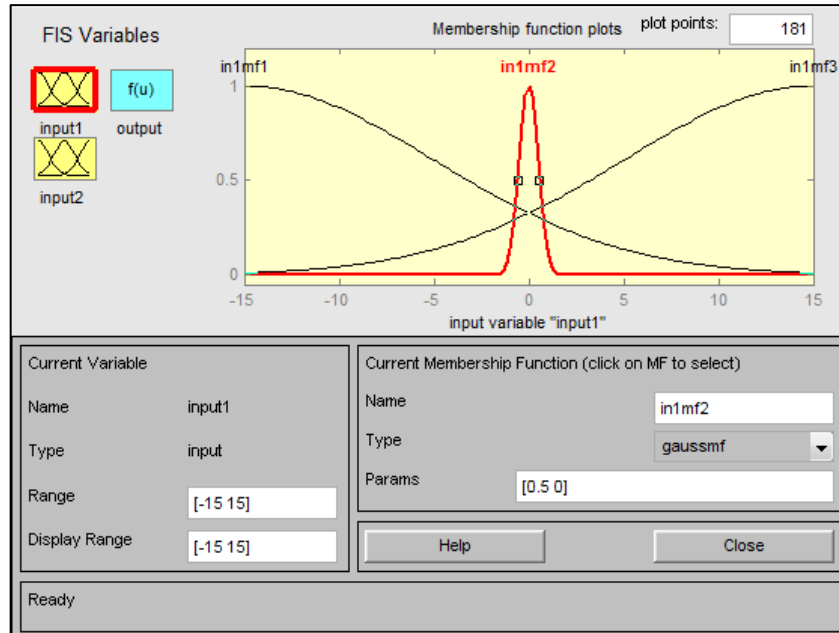 FIS Variables
Membership function plots
plot points:
181
f(u)
input1
output
input2
in1mf1
in1mf2
in1mf3
1
0.5
0
-15
-10
-5
0
5
10
15
input variable "input1"
Current Variable
Name
input1
Type
input
Range
[-15 15]
Display Range
[-15 15]
Current Membership Function (click on MF to select)
Name
in1mf2
Type
gaussmf
Params
[0.5 0]
Help
Close
Ready